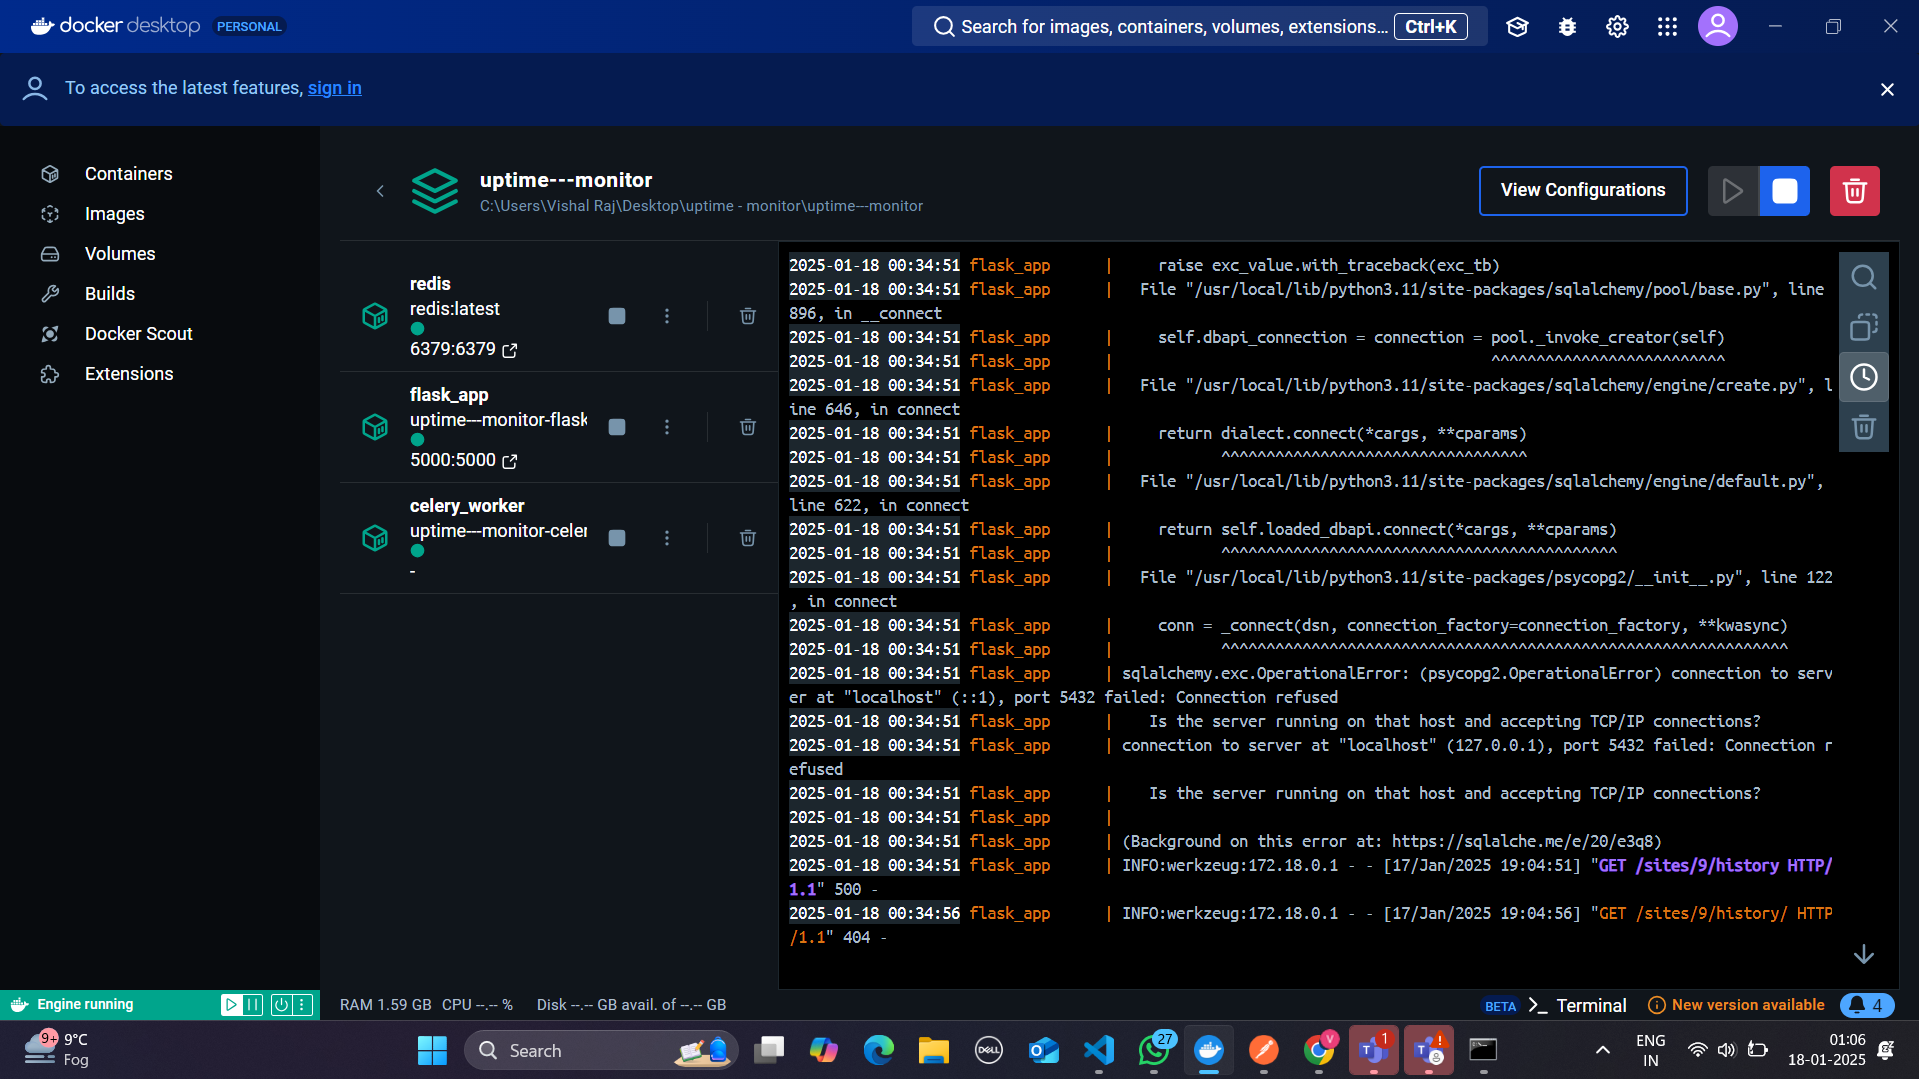 docker desktop PERSONAL
Search for images, containers, volumes, extensions... Ctrl+K
To access the latest features, sign in
Containers
Images
Volumes
Builds
Docker Scout
Extensions
uptime---monitor
C:\Users\Vishal Raj\Desktop\uptime - monitor\uptime---monitor
View Configurations
redis
redis:latest
6379:6379
flask_app
uptime---monitor-flask
5000:5000
celery_worker
uptime---monitor-celer
-
2025-01-18 00:34:51 flask_app | raise exc_value.with_traceback(exc_tb)
2025-01-18 00:34:51 flask_app | File "/usr/local/lib/python3.11/site-packages/sqlalchemy/pool/base.py", line
896, in __connect
2025-01-18 00:34:51 flask_app | self.dbapi_connection = connection = pool._invoke_creator(self)
2025-01-18 00:34:51 flask_app | ^^^^^^^^^^^^^^^^^^^^^^^^^^
2025-01-18 00:34:51 flask_app | File "/usr/local/lib/python3.11/site-packages/sqlalchemy/engine/create.py", l
ine 646, in connect
2025-01-18 00:34:51 flask_app | return dialect.connect(*cargs, **cparams)
2025-01-18 00:34:51 flask_app | ^^^^^^^^^^^^^^^^^^^^^^^^^^^^^^^^^^
2025-01-18 00:34:51 flask_app | File "/usr/local/lib/python3.11/site-packages/sqlalchemy/engine/default.py",
line 622, in connect
2025-01-18 00:34:51 flask_app | return self.loaded_dbapi.connect(*cargs, **cparams)
2025-01-18 00:34:51 flask_app | ^^^^^^^^^^^^^^^^^^^^^^^^^^^^^^^^^^^^^^^^^^^^
2025-01-18 00:34:51 flask_app | File "/usr/local/lib/python3.11/site-packages/psycopg2/__init__.py", line 122
, in connect
2025-01-18 00:34:51 flask_app | conn = _connect(dsn, connection_factory=connection_factory, **kwasync)
2025-01-18 00:34:51 flask_app | ^^^^^^^^^^^^^^^^^^^^^^^^^^^^^^^^^^^^^^^^^^^^^^^^^^^^^^^^^^^^^^^
2025-01-18 00:34:51 flask_app | sqlalchemy.exc.OperationalError: (psycopg2.OperationalError) connection to serv
er at "localhost" (::1), port 5432 failed: Connection refused
2025-01-18 00:34:51 flask_app | Is the server running on that host and accepting TCP/IP connections?
2025-01-18 00:34:51 flask_app | connection to server at "localhost" (127.0.0.1), port 5432 failed: Connection r
efused
2025-01-18 00:34:51 flask_app | Is the server running on that host and accepting TCP/IP connections?
2025-01-18 00:34:51 flask_app |
2025-01-18 00:34:51 flask_app | (Background on this error at: https://sqlalche.me/e/20/e3q8)
2025-01-18 00:34:51 flask_app | INFO:werkzeug:172.18.0.1 - - [17/Jan/2025 19:04:51] "GET /sites/9/history HTTP/
1.1" 500 -
2025-01-18 00:34:56 flask_app | INFO:werkzeug:172.18.0.1 - - [17/Jan/2025 19:04:56] "GET /sites/9/history/ HTTP
/1.1" 404 -
Engine running
RAM 1.59 GB CPU --.-- % Disk --.-- GB avail. of --.-- GB
BETA Terminal New version available 4
9+ 9°C
Fog
Search
DELL
27
V
1
ENG
IN
01:06
18-01-2025